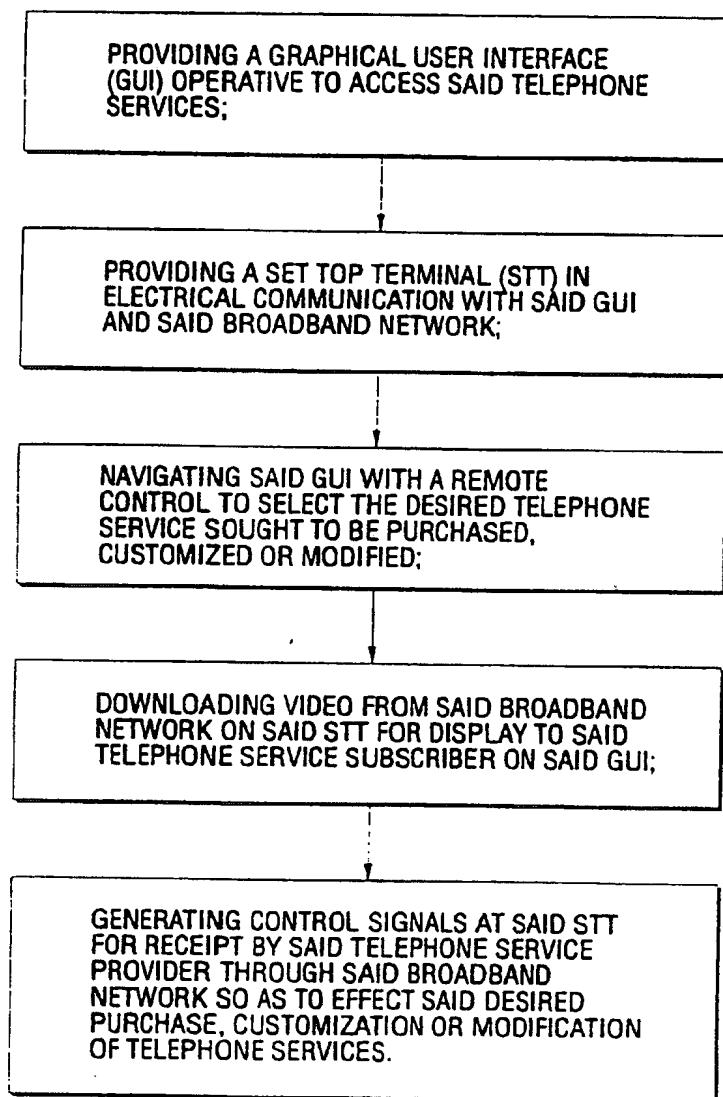 PROVIDING A GRAPHICAL USER INTERFACE
(GUI) OPERATIVE TO ACCESS SAID TELEPHONE
SERVICES;
PROVIDING A SET TOP TERMINAL (STT) IN
ELECTRICAL COMMUNICATION WITH SAID GUI
AND SAID BROADBAND NETWORK;
NAVIGATING SAID GUI WITH A REMOTE
CONTROL TO SELECT THE DESIRED TELEPHONE
SERVICE SOUGHT TO BE PURCHASED,
CUSTOMIZED OR MODIFIED;
DOWNLOADING VIDEO FROM SAID BROADBAND
NETWORK ON SAID STT FOR DISPLAY TO SAID
TELEPHONE SERVICE SUBSCRIBER ON SAID GUI;
GENERATING CONTROL SIGNALS AT SAID STT
FOR RECEIPT BY SAID TELEPHONE SERVICE
PROVIDER THROUGH SAID BROADBAND
NETWORK SO AS TO EFFECT SAID DESIRED
PURCHASE, CUSTOMIZATION OR MODIFICATION
OF TELEPHONE SERVICES.